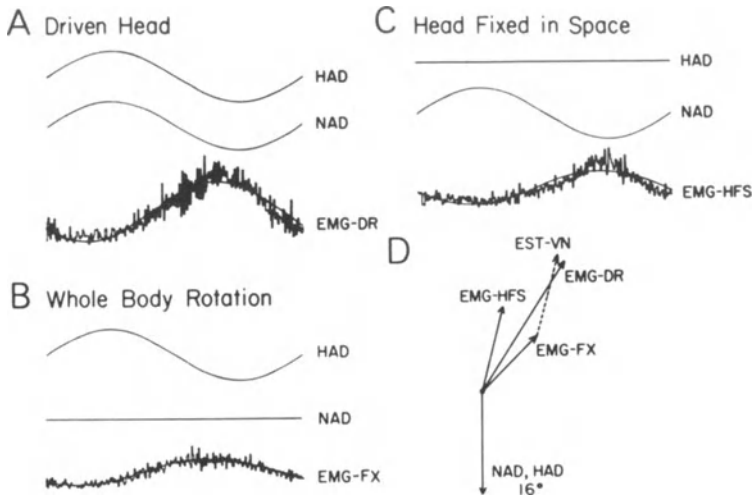 A Driven Head
HAD
NAD
EMG-DR
B Whole Body Rotation
HAD
NAD
EMG-FX
C Head Fixed in Space
HAD
NAD
EMG-HFS
D
EST-VN
EMG-DR
EMG-HFS
EMG-FX
NAD, HAD
16°